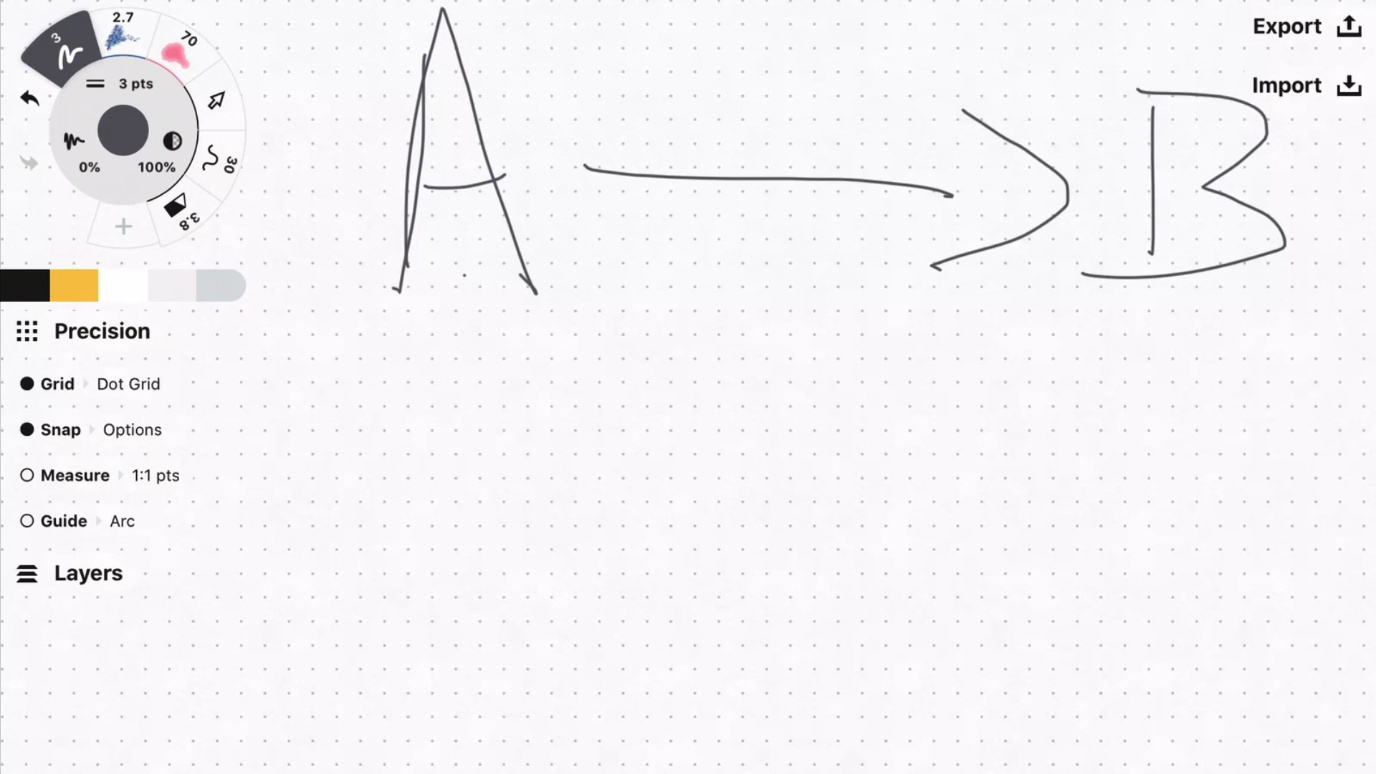 2.7
3
70
Export
3 pts
Import
0%
100%
30
3.8
A → B
Precision
Grid Dot Grid
Snap Options
Measure 1:1 pts
Guide Arc
Layers